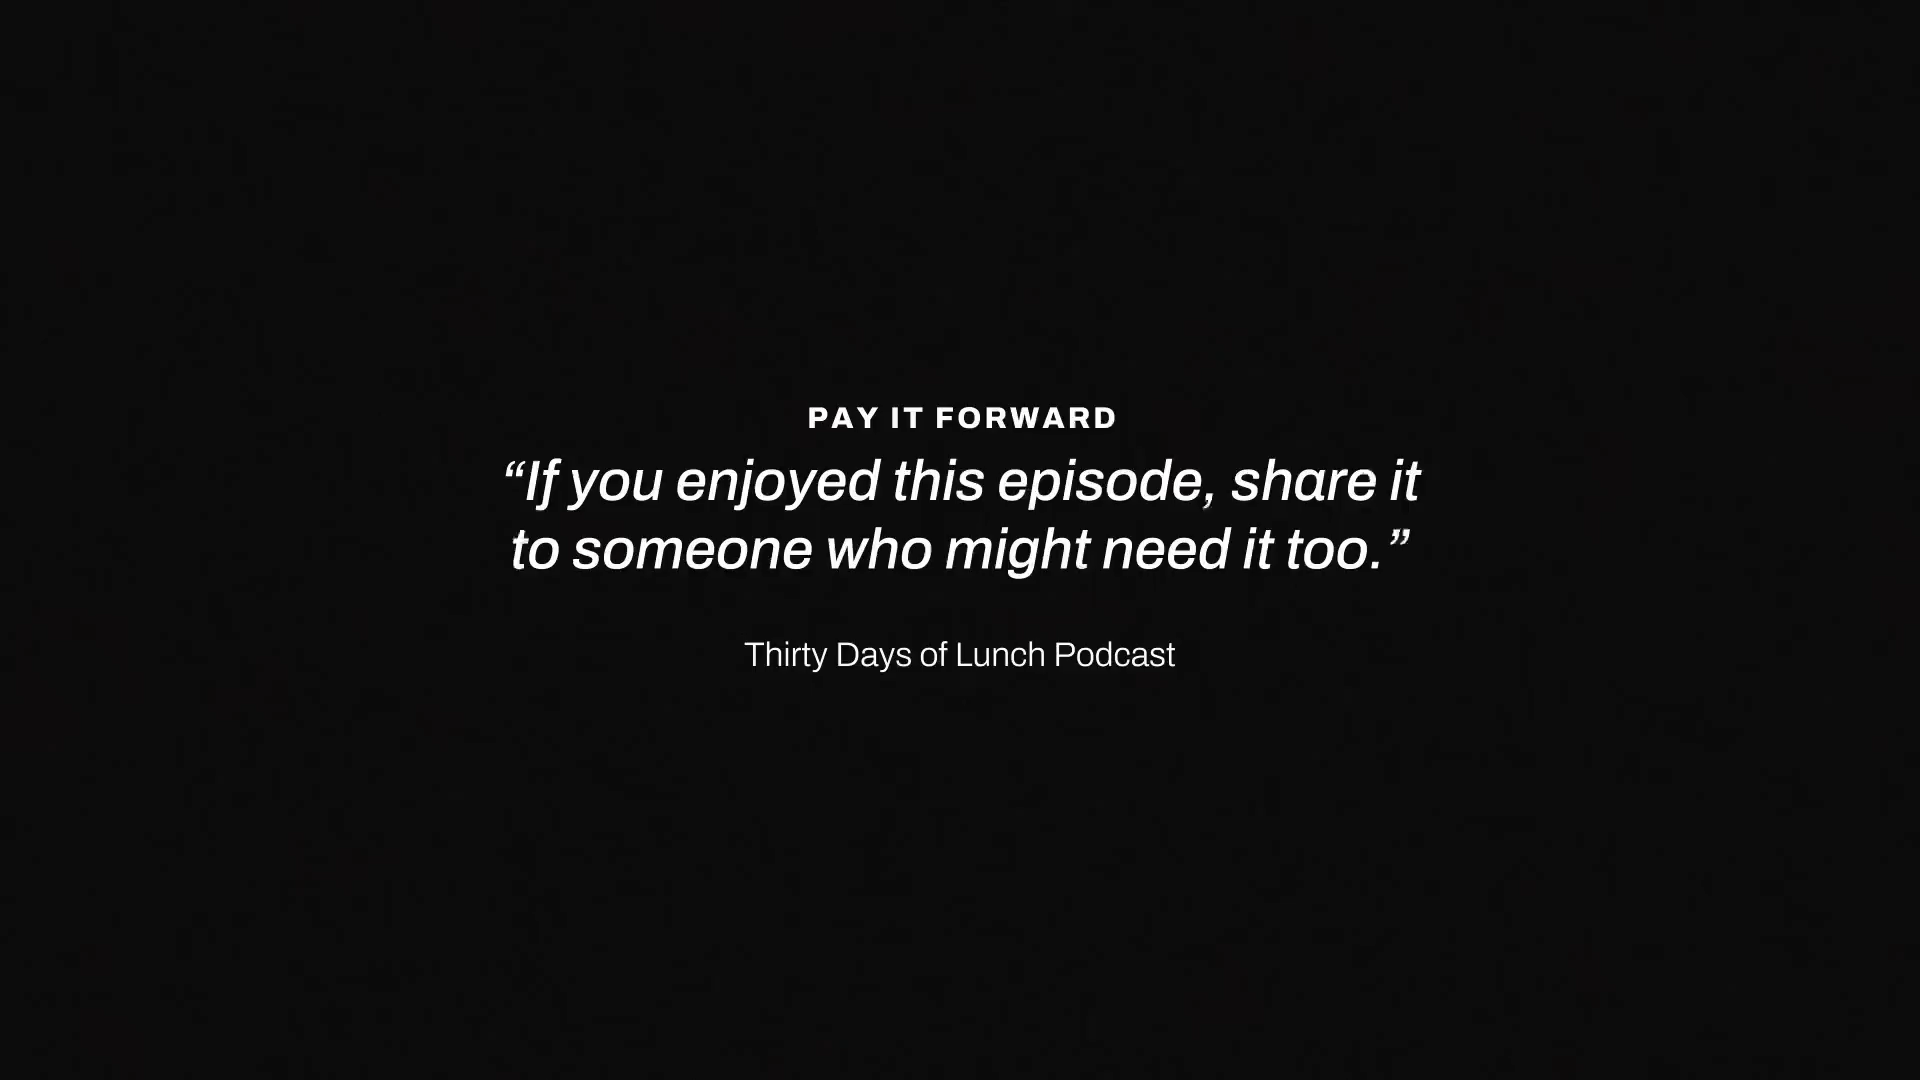 PAY IT FORWARD
“If you enjoyed this episode, share it
to someone who might need it too.”
Thirty Days of Lunch Podcast